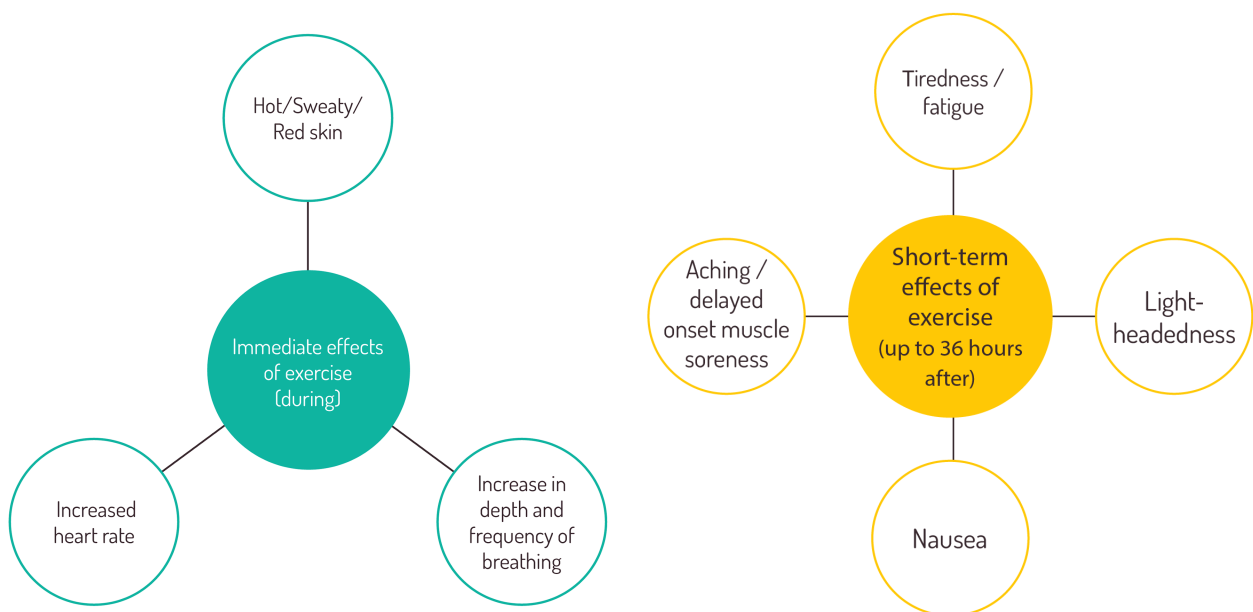 Hot/Sweaty/
Red skin
Immediate effects
of exercise
(during)
Increased
heart rate
Increase in
depth and
frequency of
breathing
Tiredness /
fatigue
Aching /
delayed
onset muscle
soreness
Short-term
effects of
exercise
(up to 36 hours
after)
Light-
headedness
Nausea